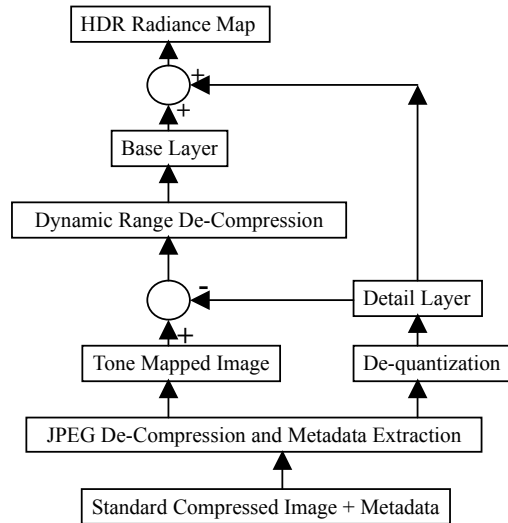 HDR Radiance Map
+
+
Base Layer
Dynamic Range De-Compression
-
Detail Layer
+
Tone Mapped Image
De-quantization
JPEG De-Compression and Metadata Extraction
Standard Compressed Image + Metadata